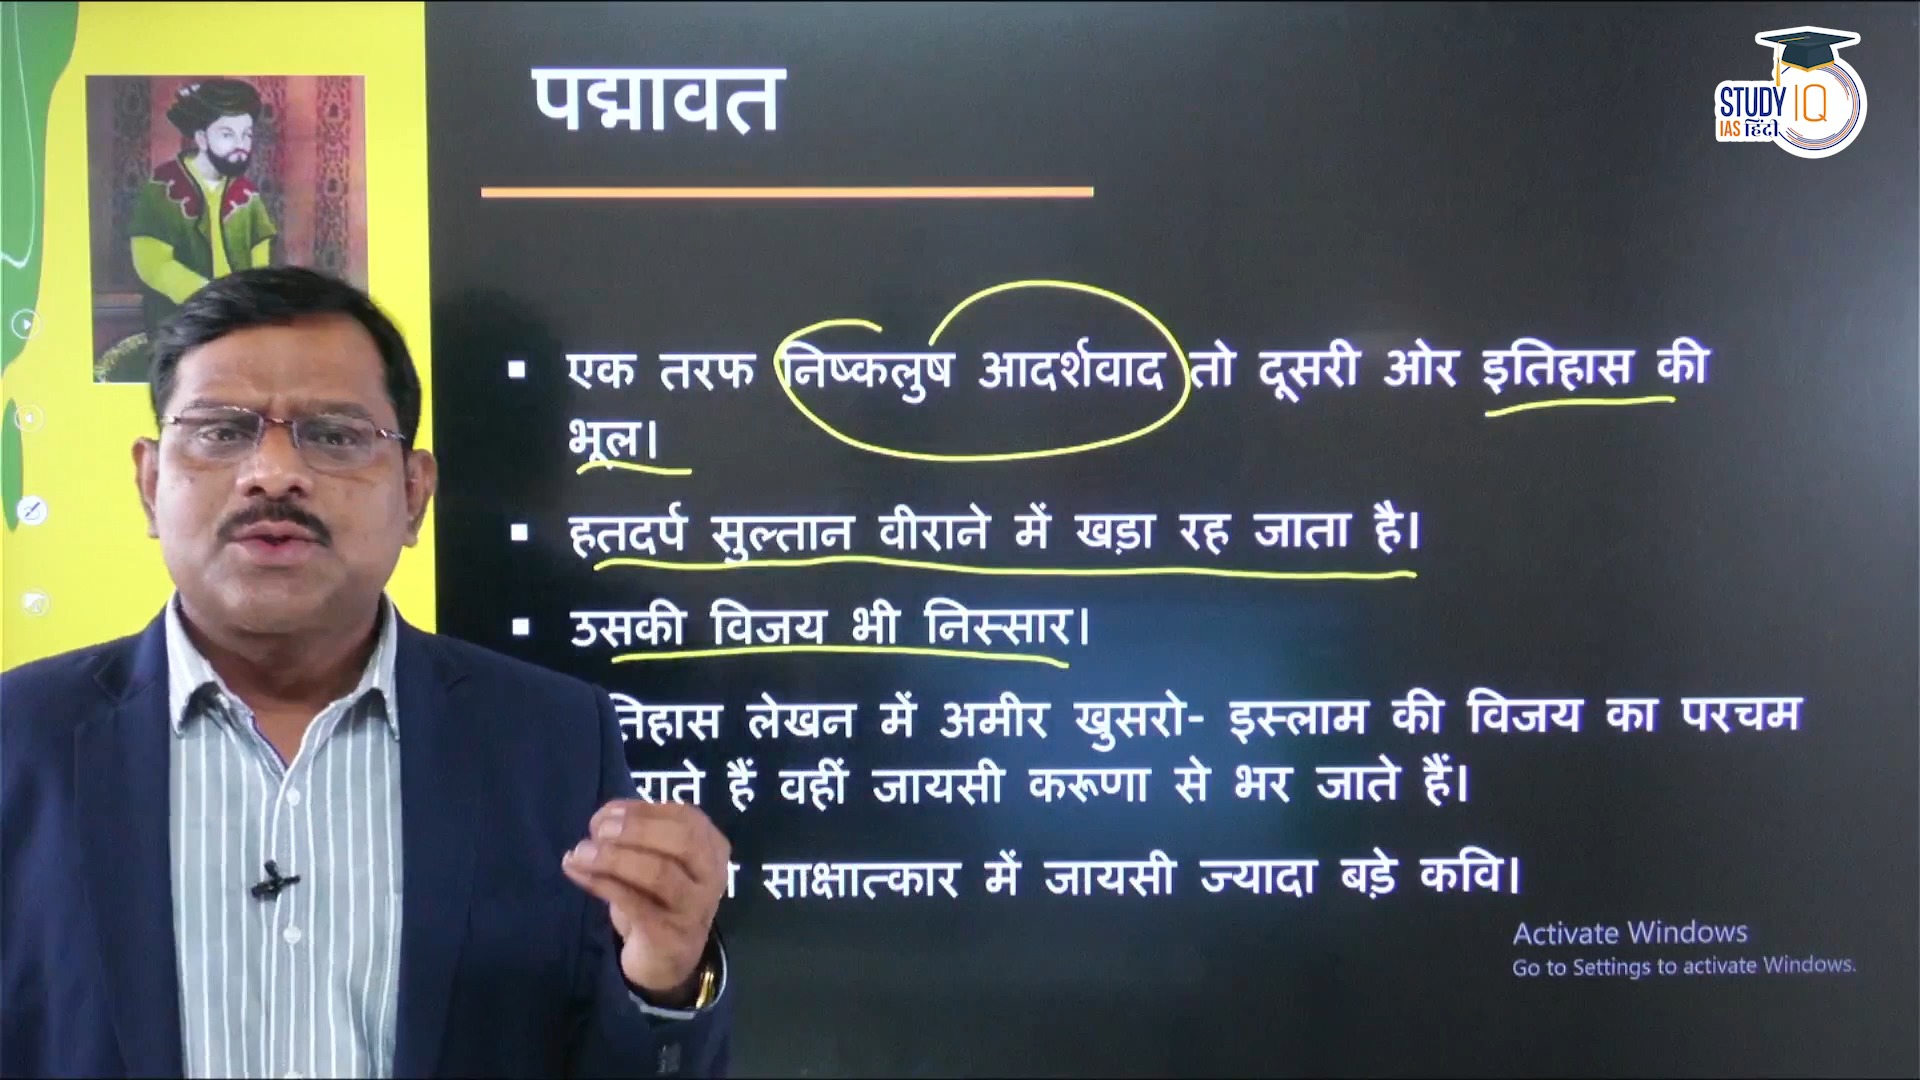 पद्मावत
STUDY IQ
IAS हिंदी
▪ एक तरफ निष्कलुष आदर्शवाद तो दूसरी ओर इतिहास की
भूल।
▪ हतदर्प सुल्तान वीराने में खड़ा रह जाता है।
▪ उसकी विजय भी निस्सार।
लेखन में अमीर खुसरो- इस्लाम की विजय का परचम
हैं वहीं जायसी करूणा से भर जाते हैं।
साक्षात्कार में जायसी ज्यादा बड़े कवि।
Activate Windows
Go to Settings to activate Windows.